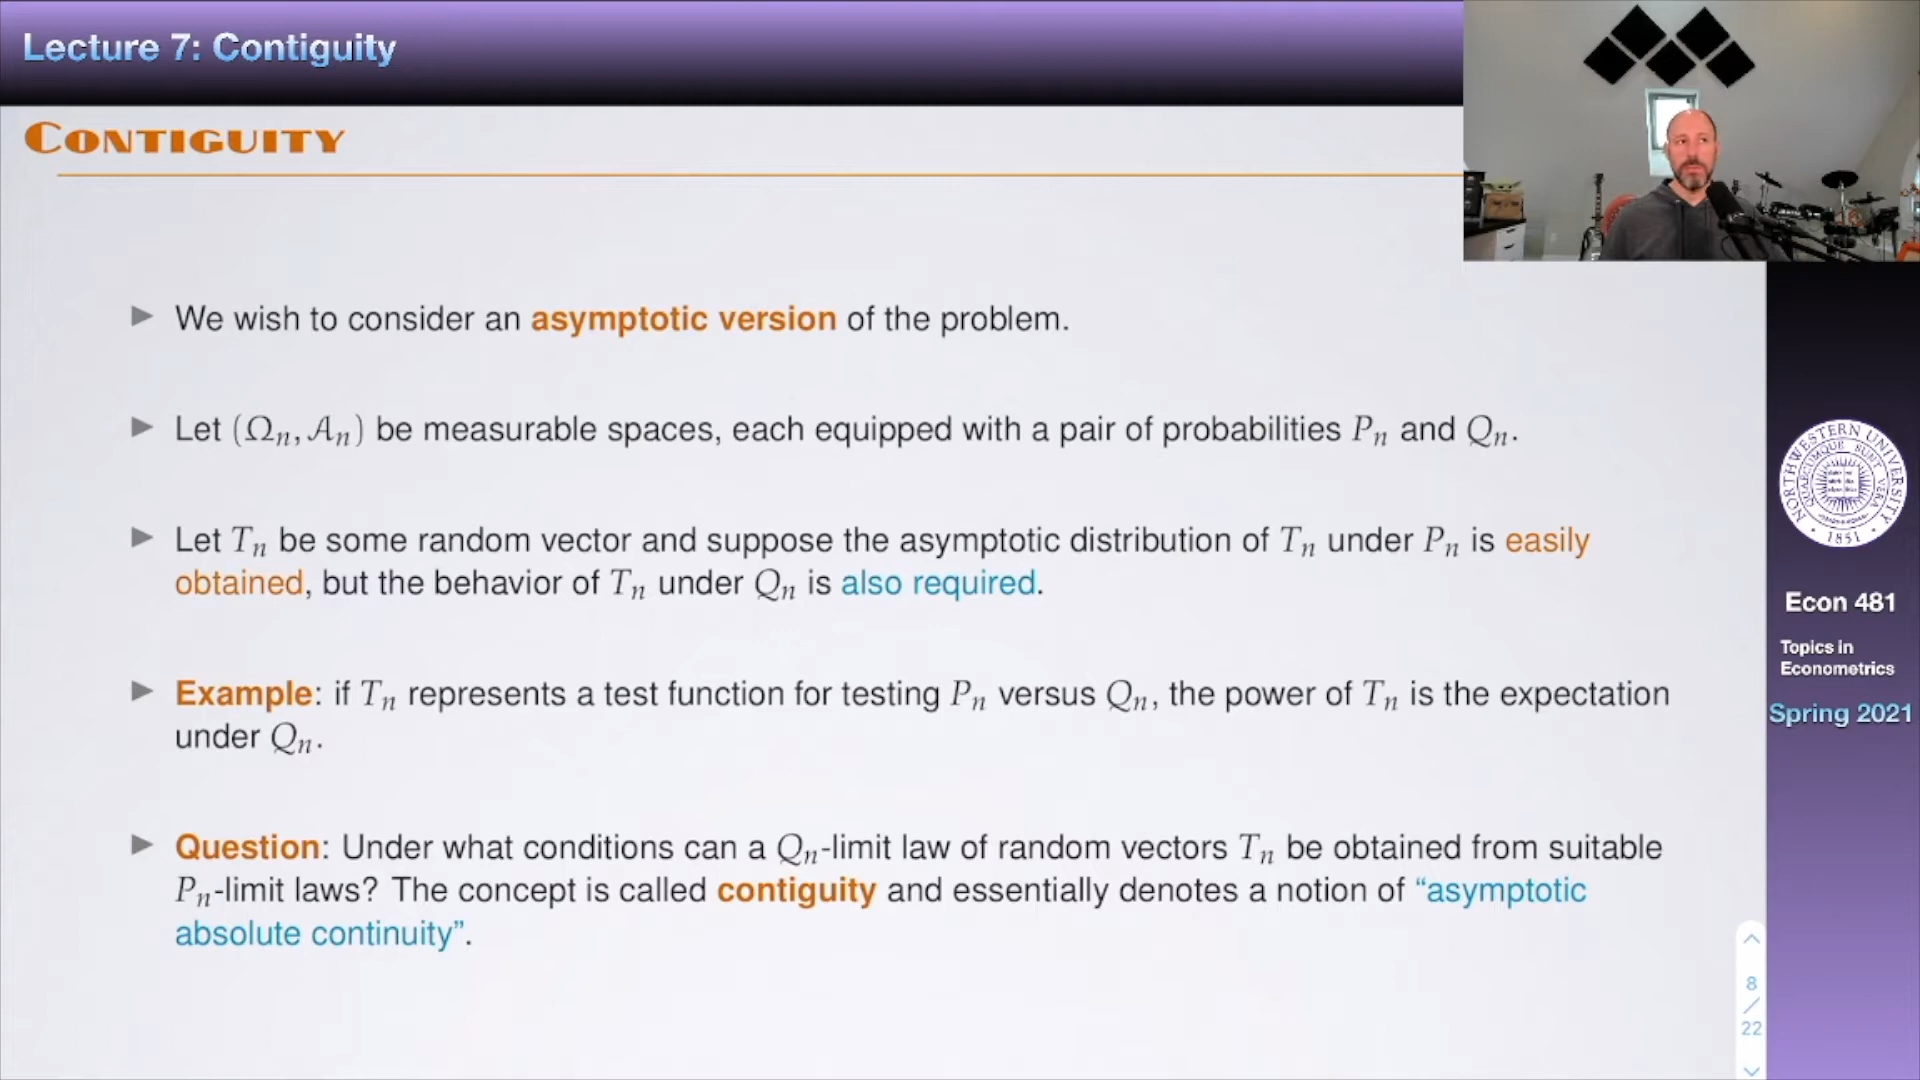 Lecture 7: Contiguity
CONTIGUITY
▶ We wish to consider an asymptotic version of the problem.
▶ Let (Ωₙ, 𝒜ₙ) be measurable spaces, each equipped with a pair of probabilities Pₙ and Qₙ.
▶ Let Tₙ be some random vector and suppose the asymptotic distribution of Tₙ under Pₙ is easily
obtained, but the behavior of Tₙ under Qₙ is also required.
▶ Example: if Tₙ represents a test function for testing Pₙ versus Qₙ, the power of Tₙ is the expectation
under Qₙ.
▶ Question: Under what conditions can a Qₙ-limit law of random vectors Tₙ be obtained from suitable
Pₙ-limit laws? The concept is called contiguity and essentially denotes a notion of “asymptotic
absolute continuity”.
NORTHWESTERN UNIVERSITY
QUAECUMQUE SUNT VERA
1851
Econ 481
Topics in
Econometrics
Spring 2021
8
/
22